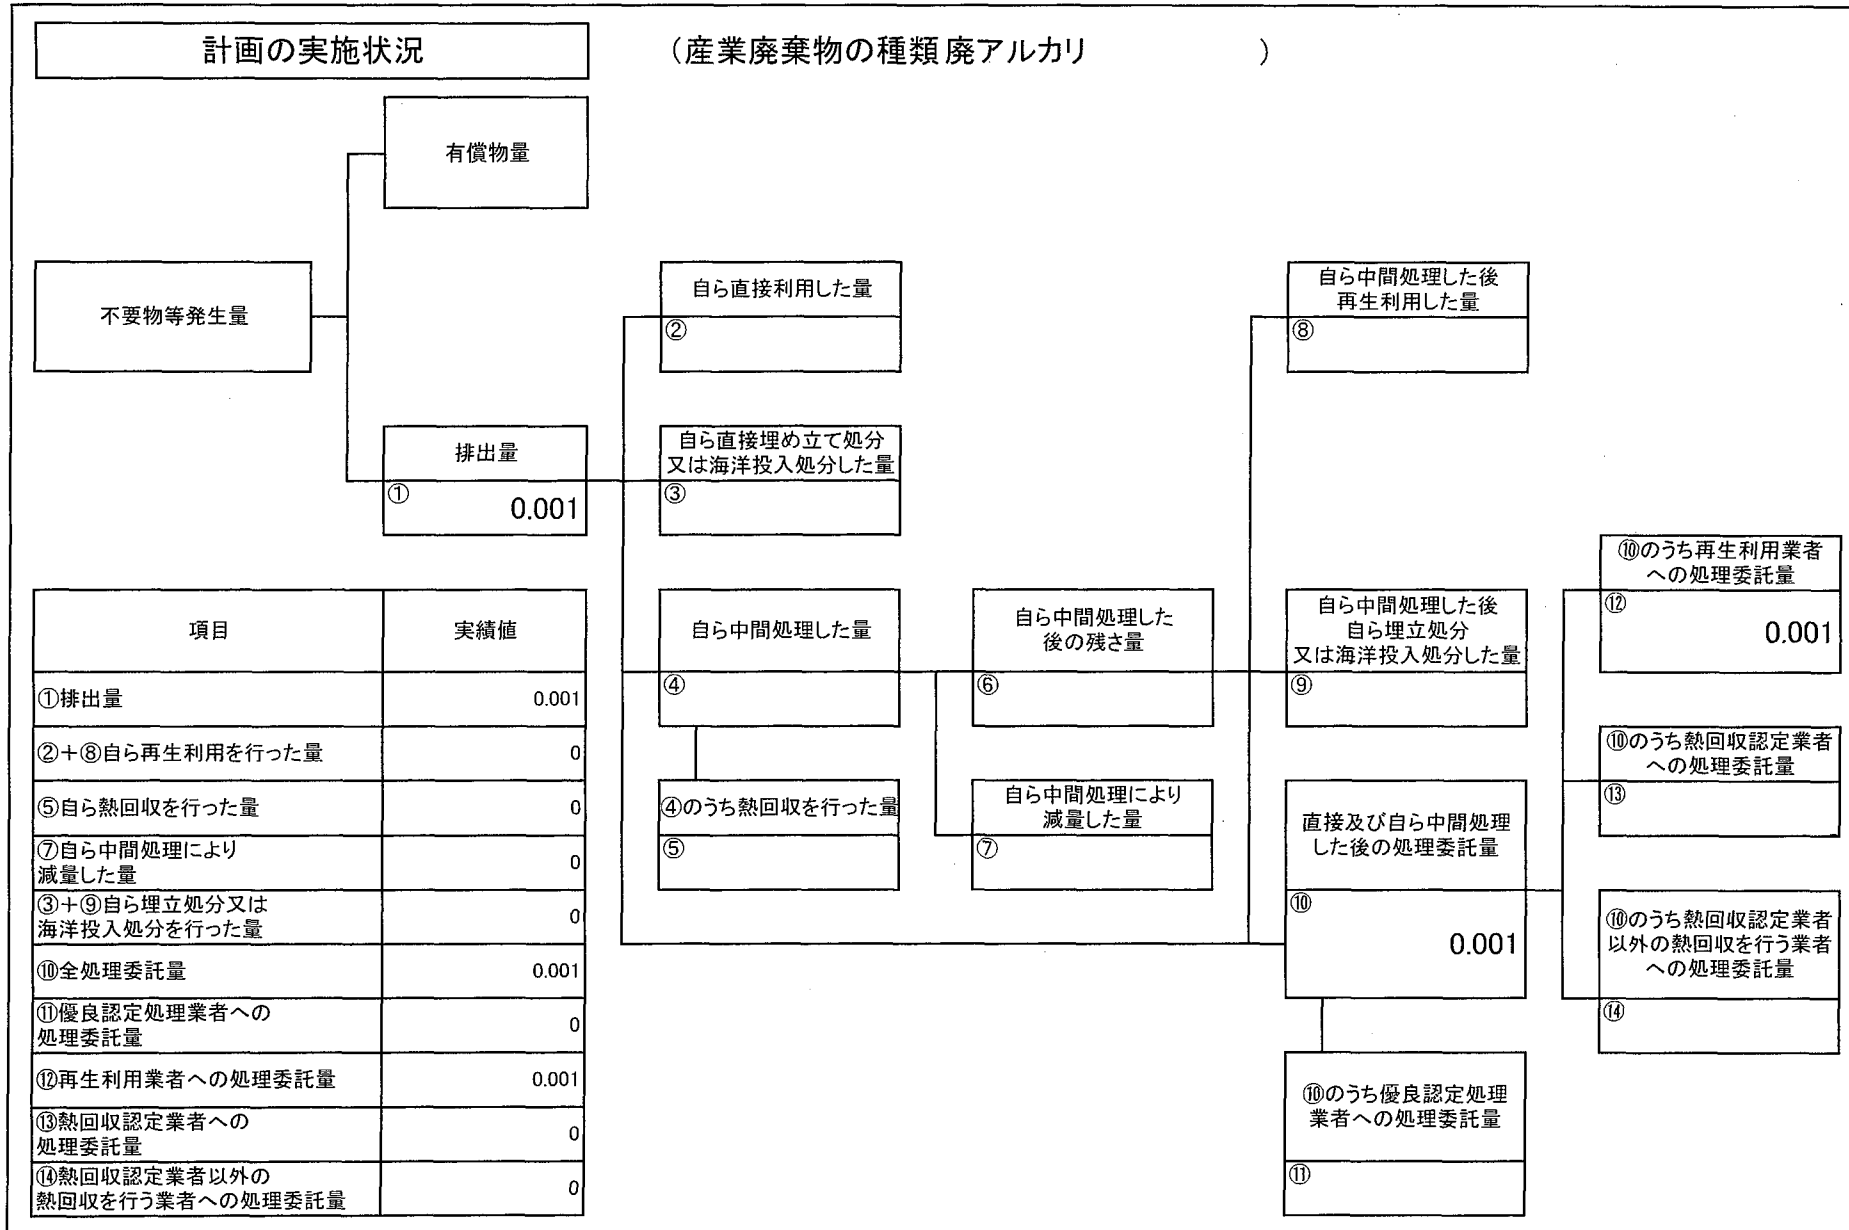 計画の実施状況
(産業廃棄物の種類 廃アルカリ )
有償物量
不要物等発生量
自ら直接利用した量
②
自ら中間処理した後
再生利用した量
⑧
排出量
①
0.001
自ら直接埋め立て処分
又は海洋投入処分した量
③
⑩のうち再生利用業者
への処理委託量
⑫
0.001
自ら中間処理した量
④
自ら中間処理した
後の残さ量
⑥
自ら中間処理した後
自ら埋立処分
又は海洋投入処分した量
⑨
⑩のうち熱回収認定業者
への処理委託量
⑬
④のうち熱回収を行った量
⑤
自ら中間処理により
減量した量
⑦
直接及び自ら中間処理
した後の処理委託量
⑩
0.001
⑩のうち熱回収認定業者
以外の熱回収を行う業者
への処理委託量
⑭
⑩のうち優良認定処理
業者への処理委託量
⑪
項目 実績値
①排出量 0.001
②+⑧自ら再生利用を行った量 0
⑤自ら熱回収を行った量 0
⑦自ら中間処理により
減量した量 0
③+⑨自ら埋立処分又は
海洋投入処分を行った量 0
⑩全処理委託量 0.001
⑪優良認定処理業者への
処理委託量 0
⑫再生利用業者への処理委託量 0.001
⑬熱回収認定業者への
処理委託量 0
⑭熱回収認定業者以外の
熱回収を行う業者への処理委託量 0